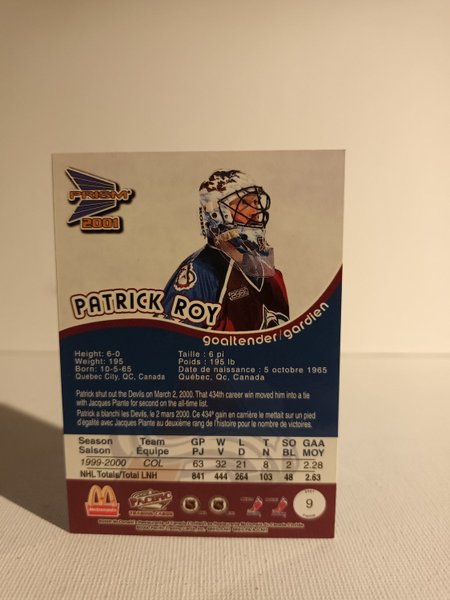 PRISM
2001
PATRICK ROY
goaltender/gardien
Height: 6-0
Weight: 195
Born: 10-5-65
Quebec City, QC, Canada
Taille : 6 pi
Poids : 195 lb
Date de naissance : 5 octobre 1965
Québec, Qc, Canada
Patrick shut out the Devils on March 2, 2000. That 434th career win moved him into a tie
with Jacques Plante for second on the all-time list.
Patrick a blanchi les Devils, le 2 mars 2000. Ce 434e gain en carrière le mettait sur un pied
d'égalité avec Jacques Plante au deuxième rang de l'histoire pour le nombre de victoires.
Season Team GP W L T SO GAA
Saison Équipe PJ V D N BL MOY
1999-2000 COL 63 32 21 8 2 2.28
NHL Totals/Total LNH 841 444 264 103 48 2.63
McDonald's
PACIFIC
TRADING CARDS
9